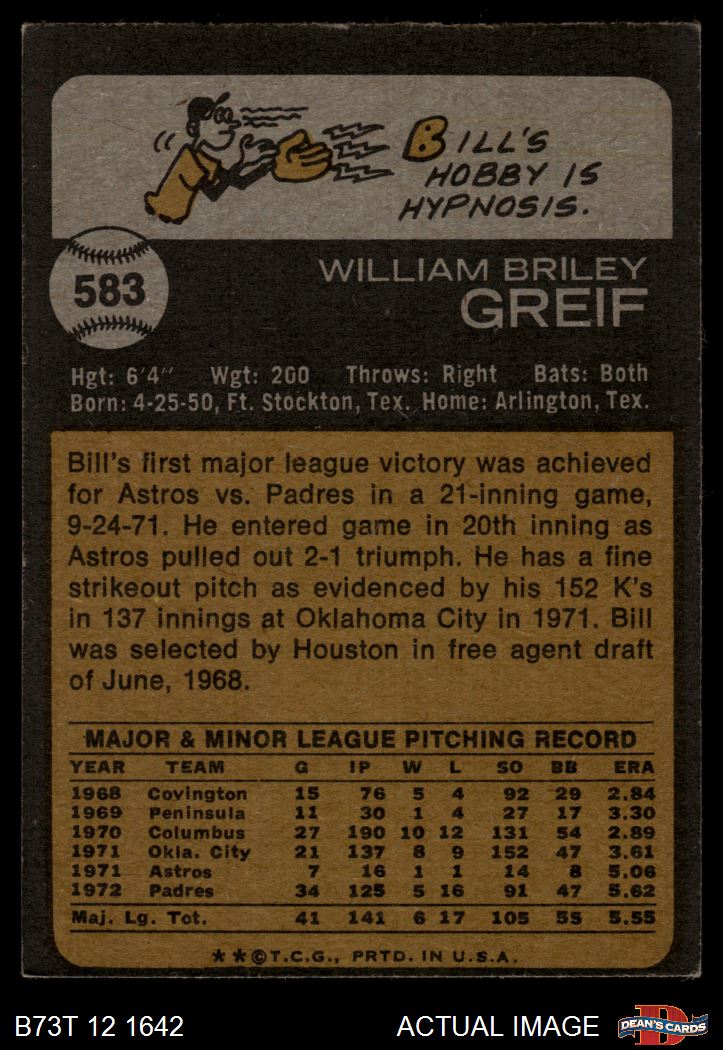 BILL'S
HOBBY IS
HYPNOSIS.
583
WILLIAM BRILEY
GREIF
Hgt: 6'4" Wgt: 200 Throws: Right Bats: Both
Born: 4-25-50, Ft. Stockton, Tex. Home: Arlington, Tex.
Bill's first major league victory was achieved
for Astros vs. Padres in a 21-inning game,
9-24-71. He entered game in 20th inning as
Astros pulled out 2-1 triumph. He has a fine
strikeout pitch as evidenced by his 152 K's
in 137 innings at Oklahoma City in 1971. Bill
was selected by Houston in free agent draft
of June, 1968.
MAJOR & MINOR LEAGUE PITCHING RECORD
YEAR TEAM G IP W L SO BB ERA
1968 Covington 15 76 5 4 92 29 2.84
1969 Peninsula 11 30 1 4 27 17 3.30
1970 Columbus 27 190 10 12 131 54 2.89
1971 Okla. City 21 137 8 9 152 47 3.61
1971 Astros 7 16 1 1 14 8 5.06
1972 Padres 34 125 5 16 91 47 5.62
Maj. Lg. Tot. 41 141 6 17 105 55 5.55
**©T.C.G., PRTD. IN U.S.A.
B73T 12 1642 ACTUAL IMAGE D DEAN'S CARDS